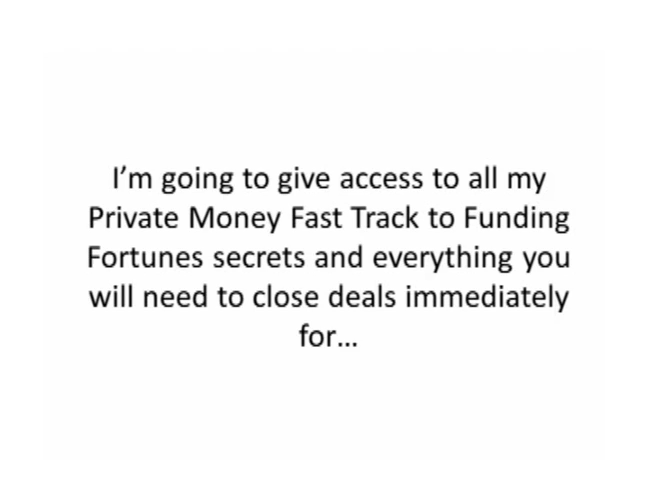 I'm going to give access to all my
Private Money Fast Track to Funding
Fortunes secrets and everything you
will need to close deals immediately
for...